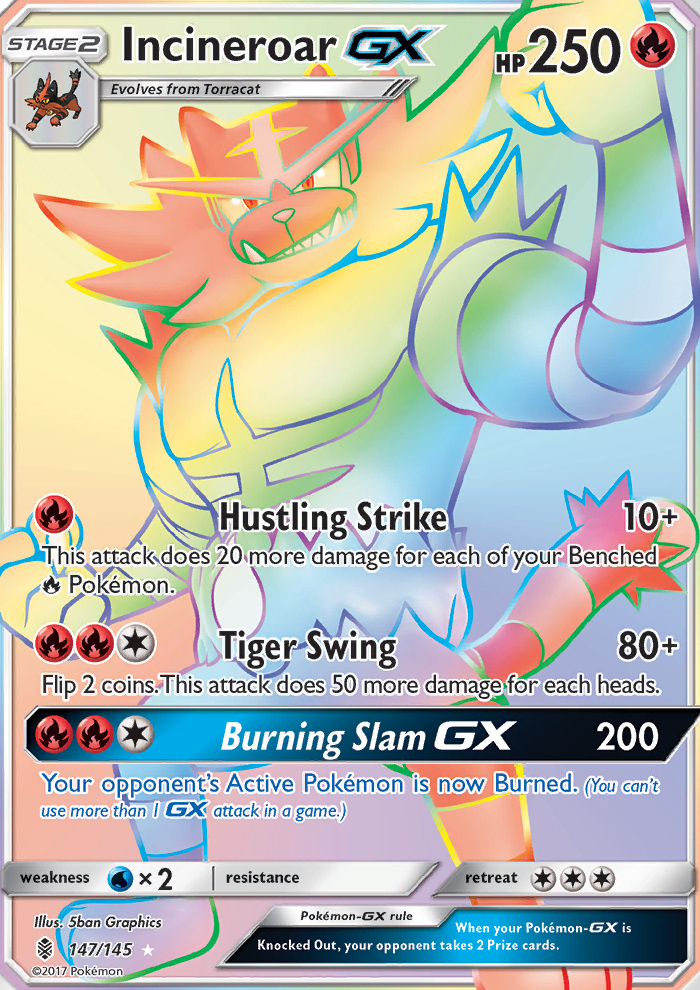 STAGE 2 Incineroar GX HP 250
Evolves from Torracat
Hustling Strike 10+
This attack does 20 more damage for each of your Benched
Pokémon.
Tiger Swing 80+
Flip 2 coins. This attack does 50 more damage for each heads.
Burning Slam GX 200
Your opponent's Active Pokémon is now Burned. (You can't
use more than 1 GX attack in a game.)
weakness ×2 resistance retreat
Illus. 5ban Graphics
147/145
©2017 Pokémon
Pokémon-GX rule
When your Pokémon-GX is
Knocked Out, your opponent takes 2 Prize cards.